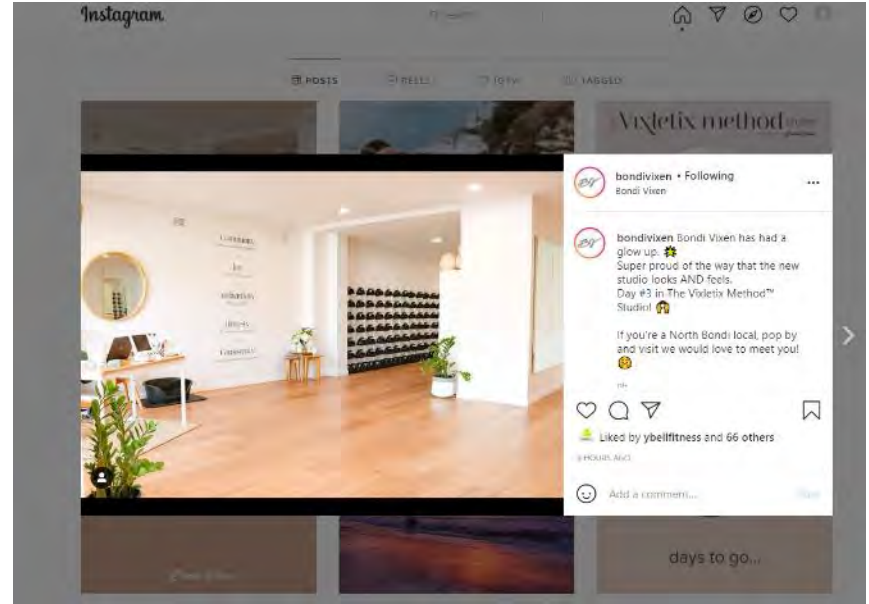 Instagram
POSTS
TAGGED
Vixletix method
bondivixen • Following
Bondi Vixen
bondivixen Bondi Vixen has had a
glow up.
Super proud of the way that the new
studio looks AND feels.
Day #3 in The Vixletix Method™
Studio!
If you're a North Bondi local, pop by
and visit we would love to meet you!
Liked by ybellfitness and 66 others
HOURS AGO
Add a comment...
days to go...